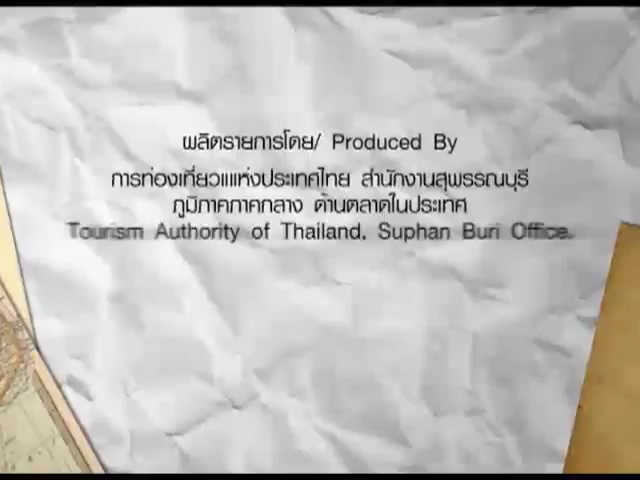 ผลิตรายการโดย/ Produced By
การท่องเที่ยวแห่งประเทศไทย สำนักงานสุพรรณบุรี
ภูมิภาคภาคกลาง ด้านตลาดในประเทศ
Tourism Authority of Thailand, Suphan Buri Office.